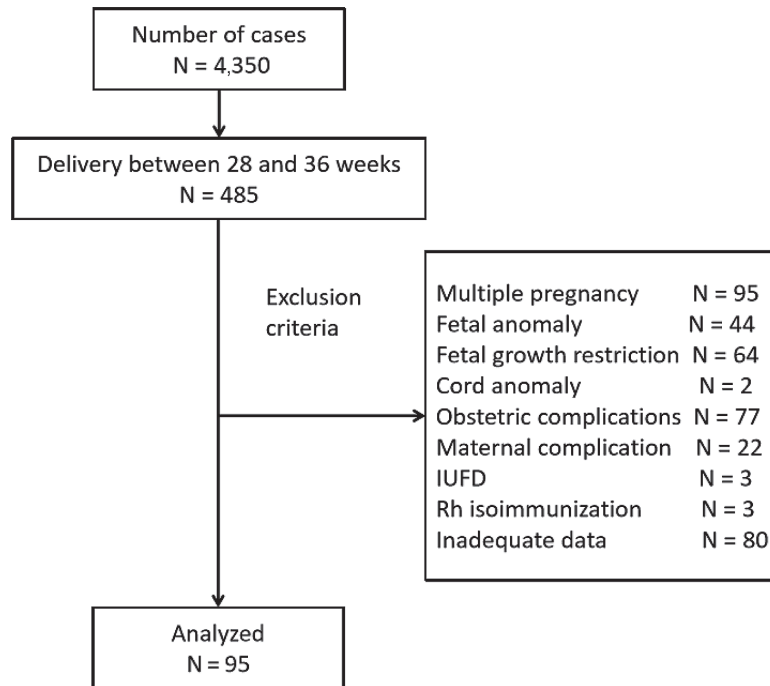 Number of cases
N = 4,350
Delivery between 28 and 36 weeks
N = 485
Exclusion
criteria
Multiple pregnancy N = 95
Fetal anomaly N = 44
Fetal growth restriction N = 64
Cord anomaly N = 2
Obstetric complications N = 77
Maternal complication N = 22
IUFD N = 3
Rh isoimmunization N = 3
Inadequate data N = 80
Analyzed
N = 95